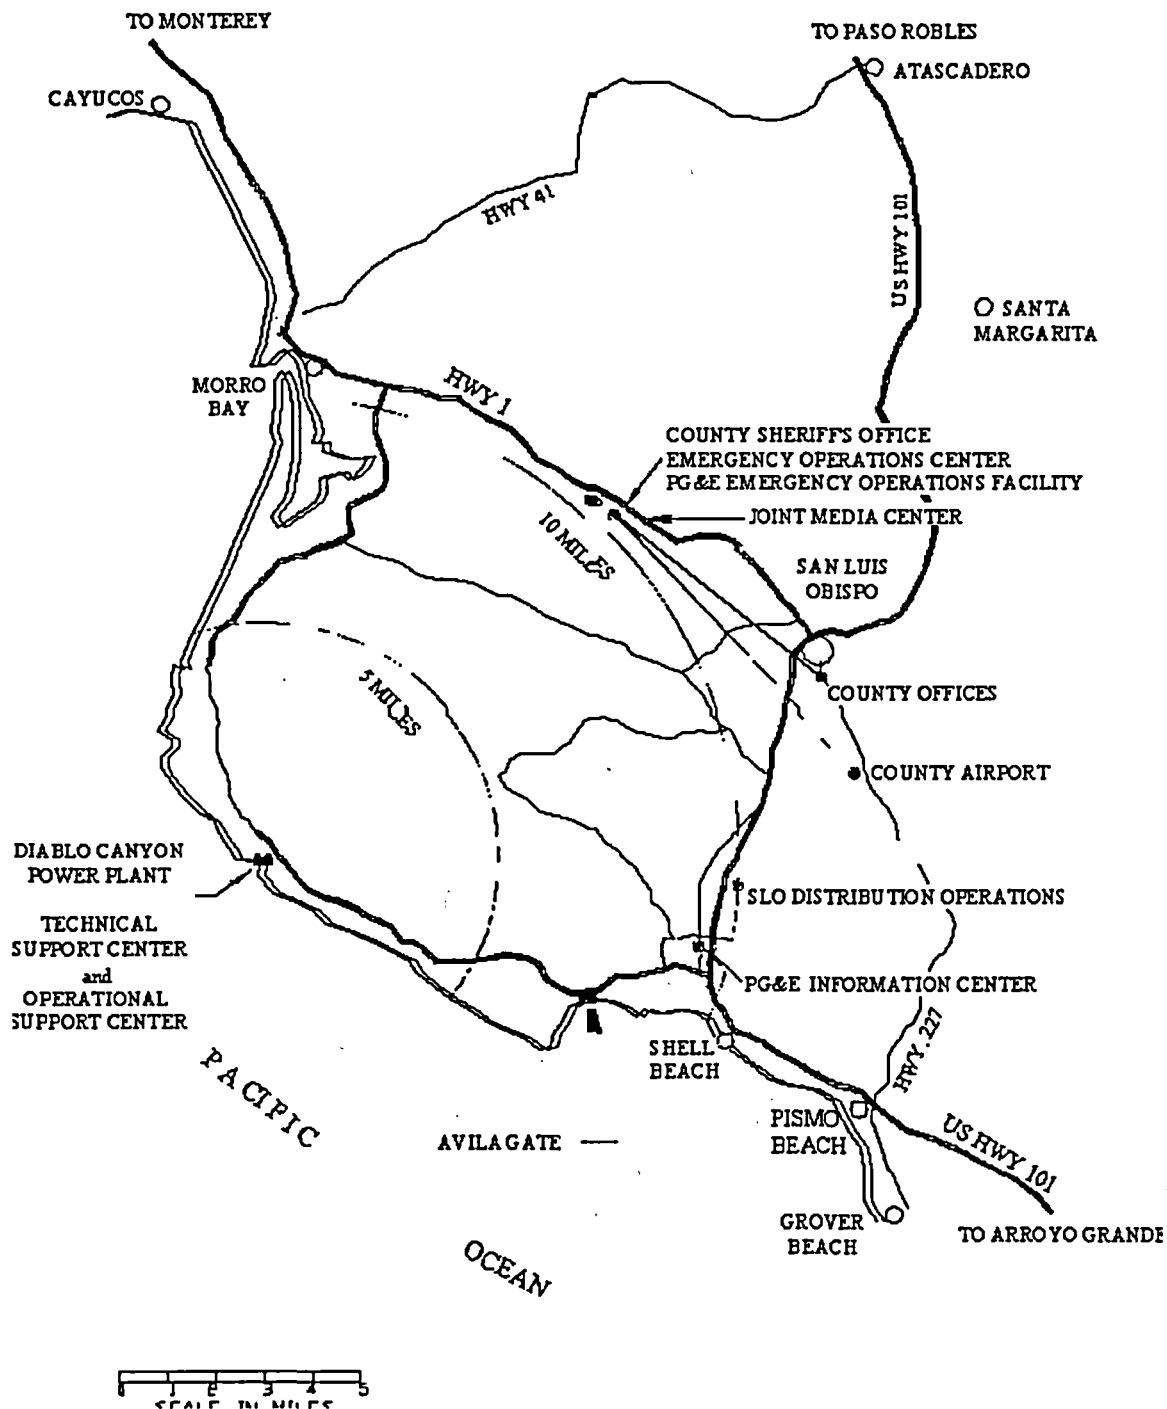 TO MONTEREY
TO PASO ROBLES
ATASCADERO
CAYUCOS
HWY 41
US HWY 101
SANTA
MARGARITA
MORRO
BAY
HWY 1
COUNTY SHERIFF'S OFFICE
EMERGENCY OPERATIONS CENTER
PG&E EMERGENCY OPERATIONS FACILITY
JOINT MEDIA CENTER
10 MILES
SAN LUIS
OBISPO
5 MILES
COUNTY OFFICES
COUNTY AIRPORT
DIABLO CANYON
POWER PLANT
SLO DISTRIBUTION OPERATIONS
TECHNICAL
SUPPORT CENTER
and
OPERATIONAL
SUPPORT CENTER
PG&E INFORMATION CENTER
HWY. 227
SHELL
BEACH
PACIFIC
PISMO
BEACH
US HWY 101
AVILA GATE
GROVER
BEACH
TO ARROYO GRANDE
OCEAN
3 4 5
SCALE IN MILES